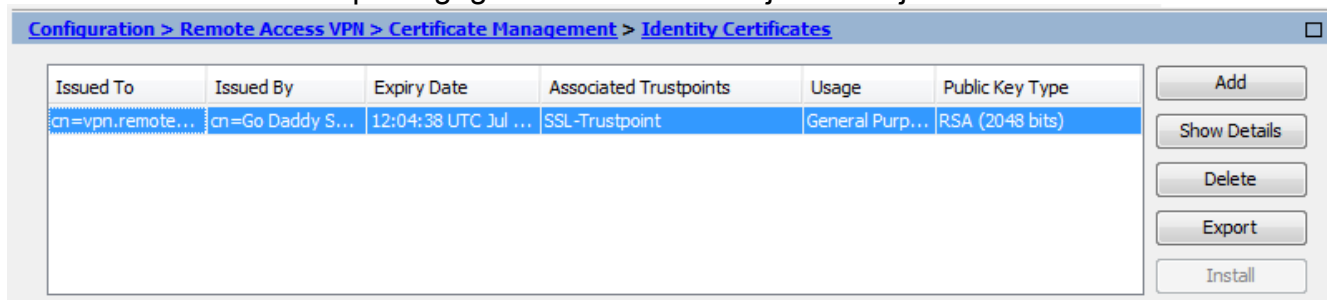 Configuration > Remote Access VPN > Certificate Management > Identity Certificates
Issued To Issued By Expiry Date Associated Trustpoints Usage Public Key Type
cn=vpn.remote... cn=Go Daddy S... 12:04:38 UTC Jul ... SSL-Trustpoint General Purp... RSA (2048 bits)
Add
Show Details
Delete
Export
Install